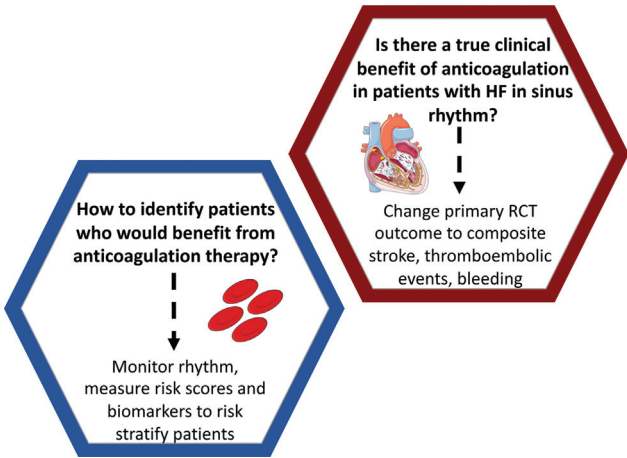 Is there a true clinical
benefit of anticoagulation
in patients with HF in sinus
rhythm?
Change primary RCT
outcome to composite
stroke, thromboembolic
events, bleeding
How to identify patients
who would benefit from
anticoagulation therapy?
Monitor rhythm,
measure risk scores and
biomarkers to risk
stratify patients